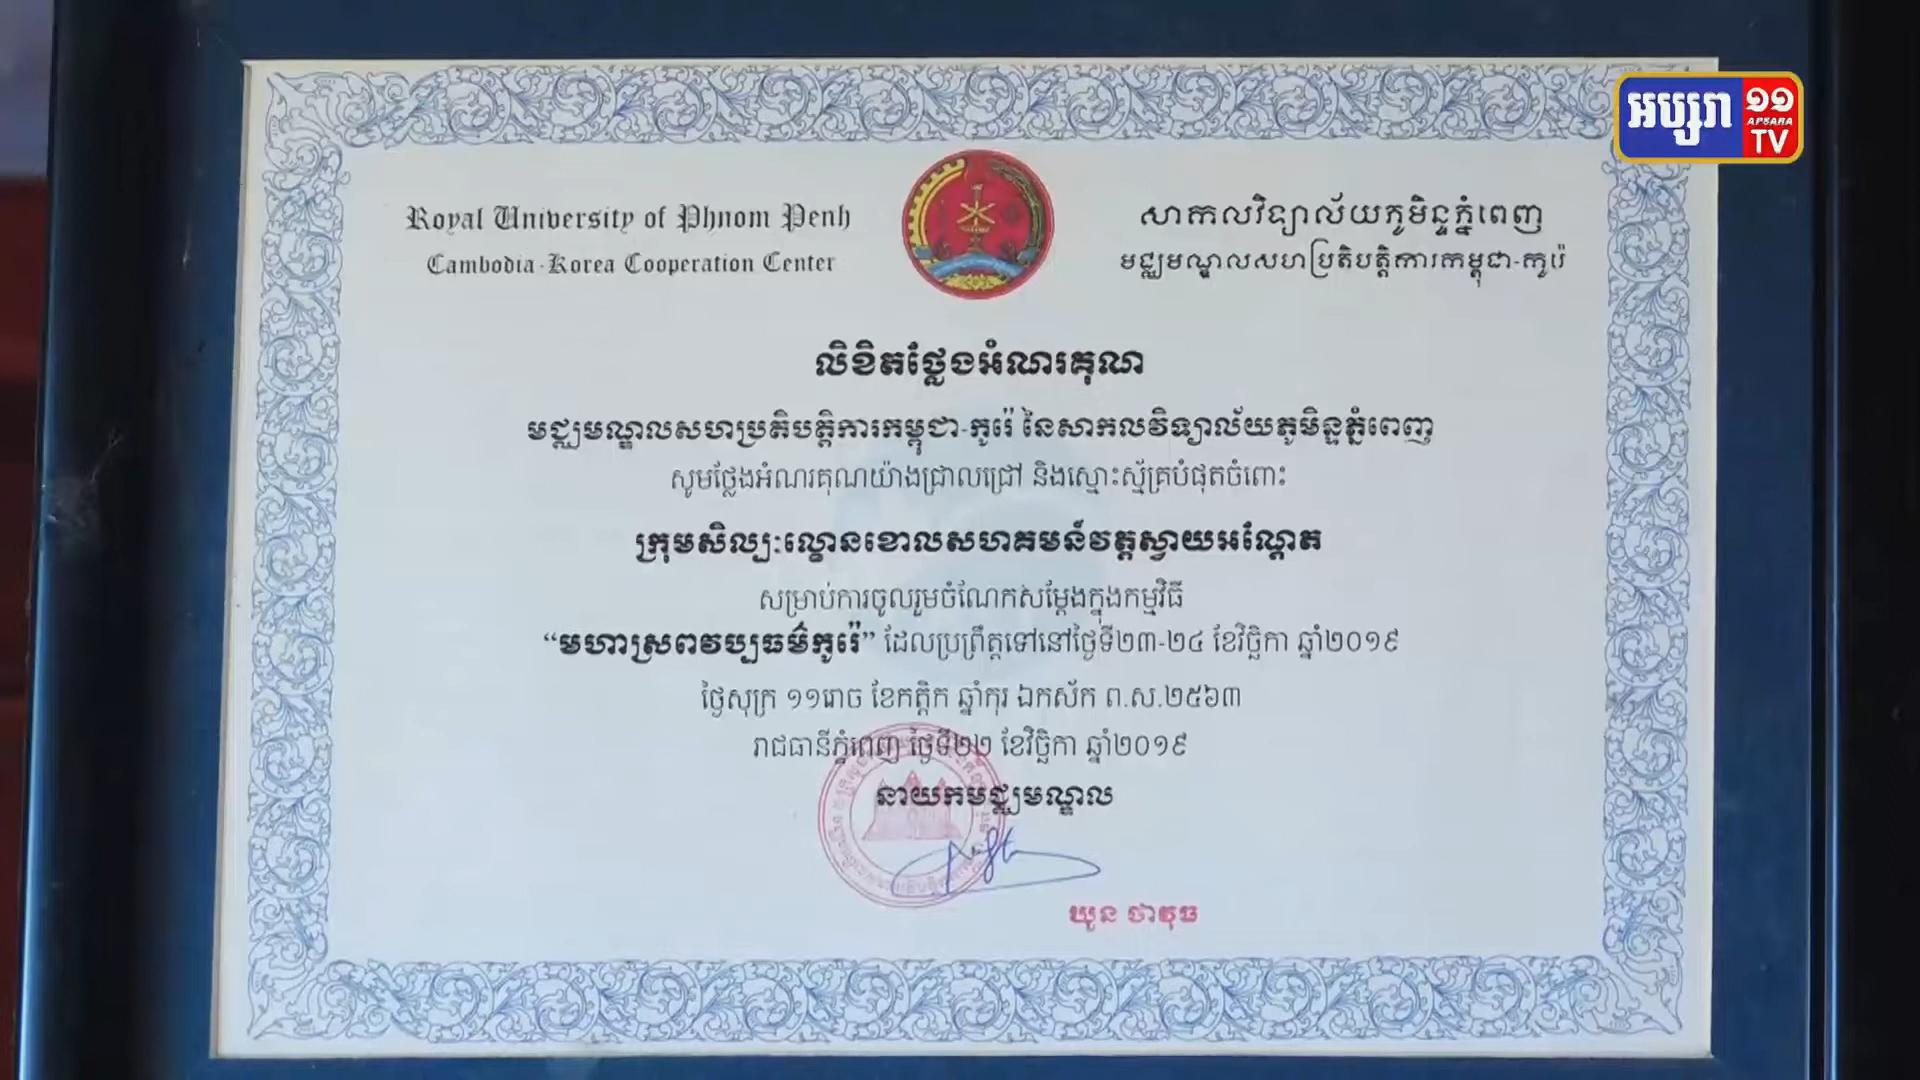 អប្សរា ១១
APSARA
TV
Royal University of Phnom Penh
Cambodia-Korea Cooperation Center
សាកលវិទ្យាល័យភូមិន្ទភ្នំពេញ
មជ្ឈមណ្ឌលសហប្រតិបត្តិការកម្ពុជា-កូរ៉េ
លិខិតថ្លែងអំណរគុណ
មជ្ឈមណ្ឌលសហប្រតិបត្តិការកម្ពុជា-កូរ៉េ នៃសាកលវិទ្យាល័យភូមិន្ទភ្នំពេញ
សូមថ្លែងអំណរគុណយ៉ាងជ្រាលជ្រៅ និងស្មោះស្ម័គ្របំផុតចំពោះ
ក្រុមសិល្បៈល្ខោនខោលសហគមន៍វត្តស្វាយអណ្ដែត
សម្រាប់ការចូលរួមចំណែកសម្ដែងក្នុងកម្មវិធី
“មហាស្រពវប្បធម៌កូរ៉េ” ដែលប្រព្រឹត្តទៅនៅថ្ងៃទី២៣-២៤ ខែវិច្ឆិកា ឆ្នាំ២០១៩
ថ្ងៃសុក្រ ១១រោច ខែកត្តិក ឆ្នាំកុរ ឯកស័ក ព.ស.២៥៦៣
រាជធានីភ្នំពេញ ថ្ងៃទី២២ ខែវិច្ឆិកា ឆ្នាំ២០១៩
នាយកមជ្ឈមណ្ឌល
ឃួន ថាវុធ